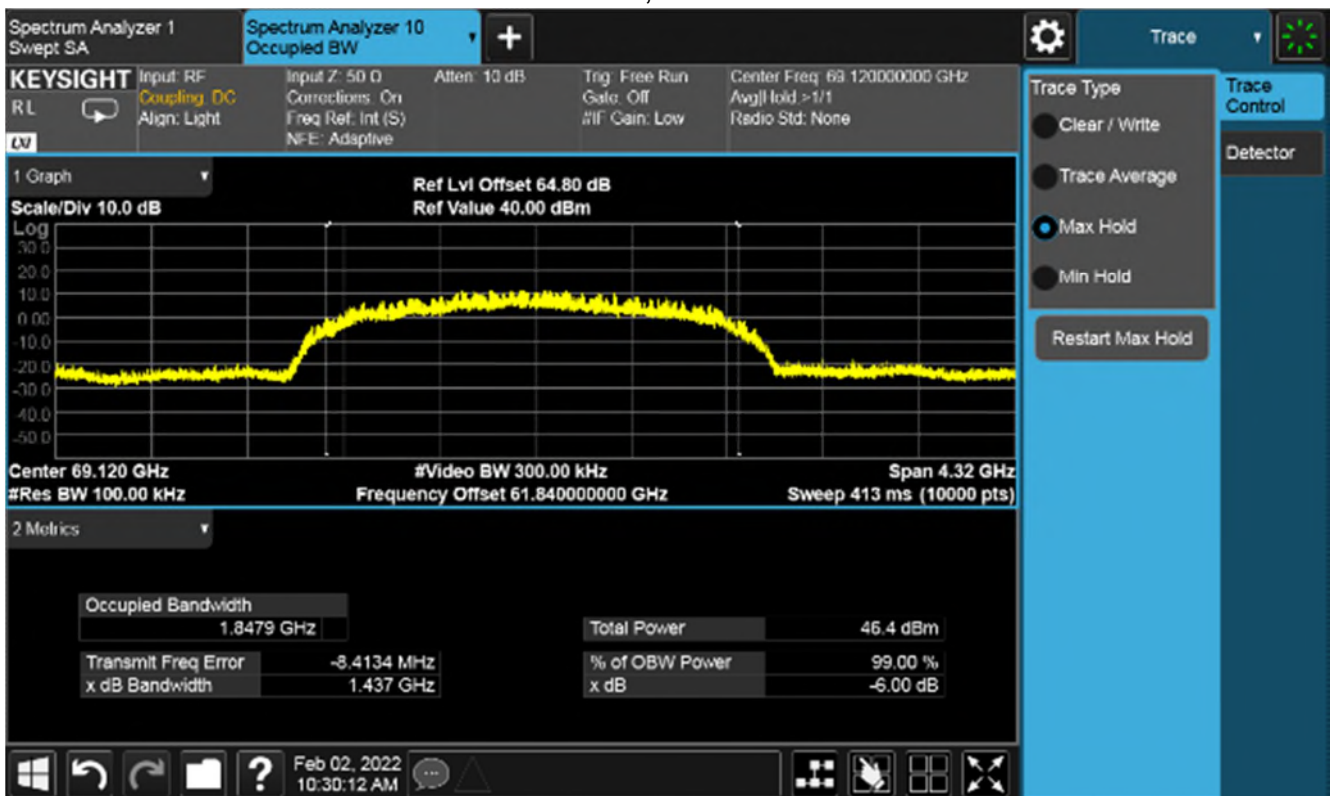 Spectrum Analyzer 1
Swept SA
Spectrum Analyzer 10
Occupied BW
Trace
KEYSIGHT
RL
LXI
Input: RF
Coupling: DC
Align: Light
Input Z: 50 Ω
Corrections: On
Freq Ref: Int (S)
NFE: Adaptive
Atten: 10 dB
Trig: Free Run
Gate: Off
#IF Gain: Low
Center Freq: 69.120000000 GHz
Avg|Hold:>1/1
Radio Std: None
Trace Type
Clear / Write
Trace Average
Max Hold
Min Hold
Restart Max Hold
Trace
Control
Detector
1 Graph
Scale/Div 10.0 dB
Ref Lvl Offset 64.80 dB
Ref Value 40.00 dBm
Log
30.0
20.0
10.0
0.00
-10.0
-20.0
-30.0
-40.0
-50.0
Center 69.120 GHz
#Video BW 300.00 kHz
Span 4.32 GHz
#Res BW 100.00 kHz
Frequency Offset 61.840000000 GHz
Sweep 413 ms (10000 pts)
2 Metrics
Occupied Bandwidth
1.8479 GHz
Total Power 46.4 dBm
Transmit Freq Error -8.4134 MHz
% of OBW Power 99.00 %
x dB Bandwidth 1.437 GHz
x dB -6.00 dB
Feb 02, 2022
10:30:12 AM